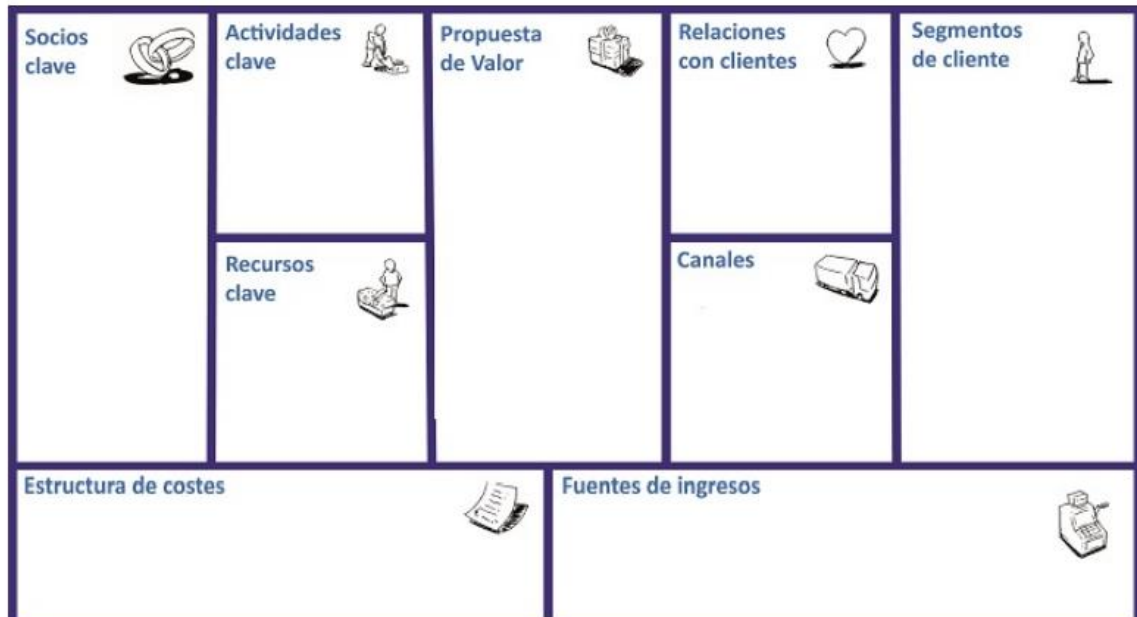 Socios
clave
Actividades
clave
Propuesta
de Valor
Relaciones
con clientes
Segmentos
de cliente
Recursos
clave
Canales
Estructura de costes
Fuentes de ingresos